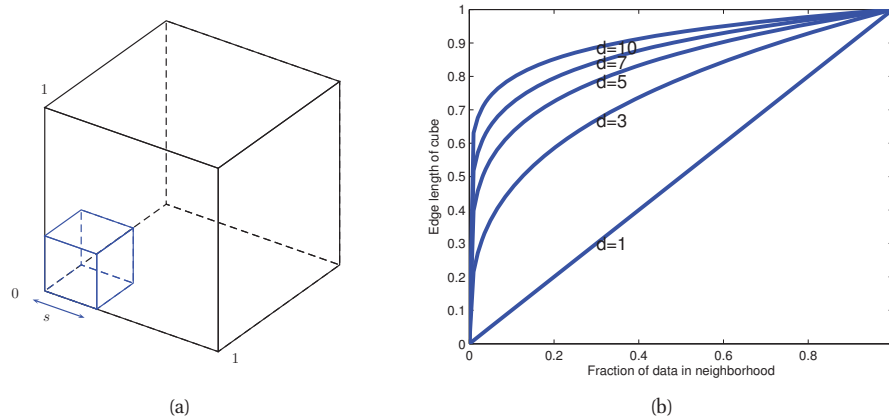 1
0
s
1
(a)
Edge length of cube
1
0.9
0.8
0.7
0.6
0.5
0.4
0.3
0.2
0.1
0
d=10
d=7
d=5
d=3
d=1
0
0.2
0.4
0.6
0.8
Fraction of data in neighborhood
(b)